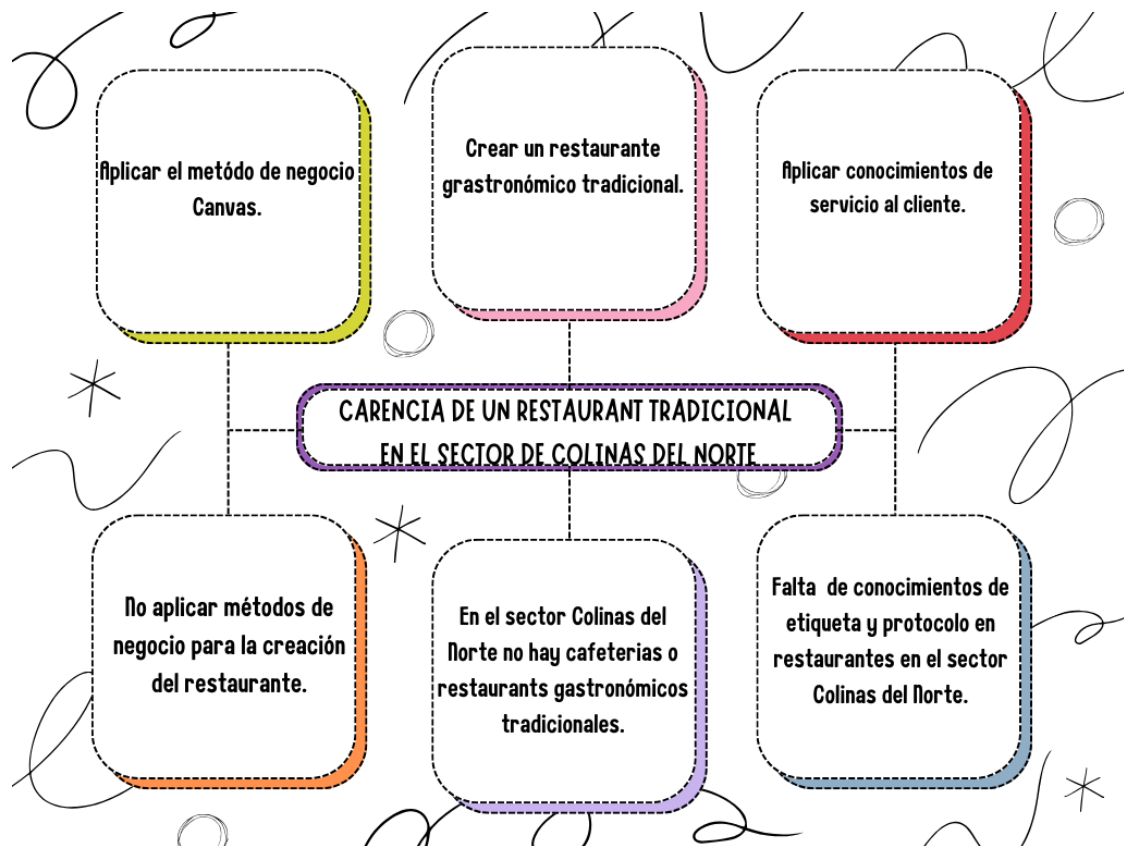 Aplicar el metódo de negocio
Canvas.
Crear un restaurante
grastronómico tradicional.
Aplicar conocimientos de
servicio al cliente.
CARENCIA DE UN RESTAURANT TRADICIONAL
EN EL SECTOR DE COLINAS DEL NORTE
No aplicar métodos de
negocio para la creación
del restaurante.
En el sector Colinas del
Norte no hay cafeterias o
restaurants gastronómicos
tradicionales.
Falta de conocimientos de
etiqueta y protocolo en
restaurantes en el sector
Colinas del Norte.